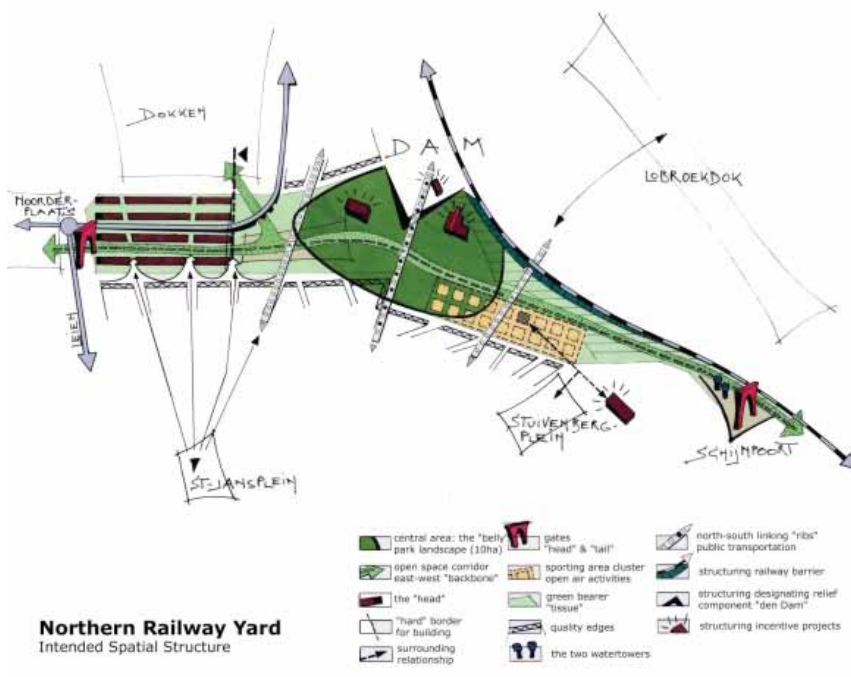 DOKKEN
DAM
LOBROEKDOK
NOORDER-
PLAATS
LEIEN
STUIVENBERG-
PLEIN
SCHIJNPOORT
ST-JANSPLEIN
central area: the "belly"
park landscape (10ha)
open space corridor
east-west "backbone"
the "head"
"hard" border
for building
surrounding
relationship
gates
"head" & "tail"
sporting area cluster
open air activities
green bearer
"tissue"
quality edges
the two watertowers
north-south linking "ribs"
public transportation
structuring railway barrier
structuring designating relief
component "den Dam"
structuring incentive projects
Northern Railway Yard
Intended Spatial Structure